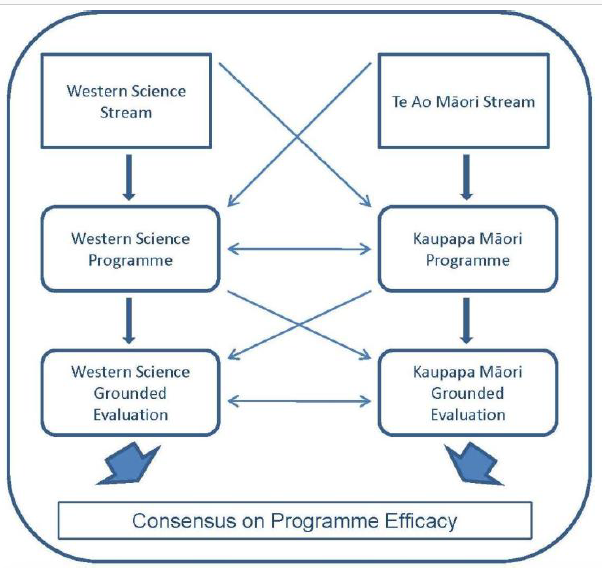 Western Science
Stream
Te Ao Māori Stream
Western Science
Programme
Kaupapa Māori
Programme
Western Science
Grounded
Evaluation
Kaupapa Māori
Grounded
Evaluation
Consensus on Programme Efficacy